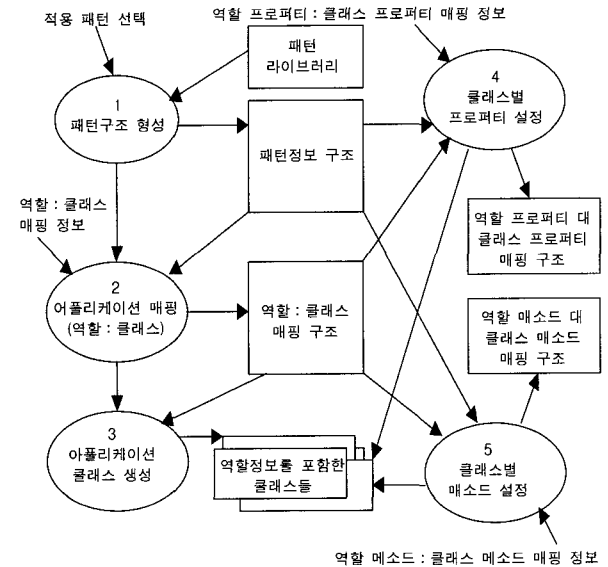 적용 패턴 선택
역할 프로퍼티 : 클래스 프로퍼티 매핑 정보
패턴
라이브러리
1
패턴구조 형성
4
클래스별
프로퍼티 설정
패턴정보 구조
역할 : 클래스
매핑 정보
역할 프로퍼티 대
클래스 프로퍼티
매핑 구조
2
어플리케이션 매핑
(역할 : 클래스)
역할 : 클래스
매핑 구조
역할 매소드 대
클래스 매소드
매핑 구조
3
아플리케이션
클래스 생성
역할정보를 포함한
클래스들
5
클래스별
매소드 설정
역할 메소드 : 클래스 메소드 매핑 정보